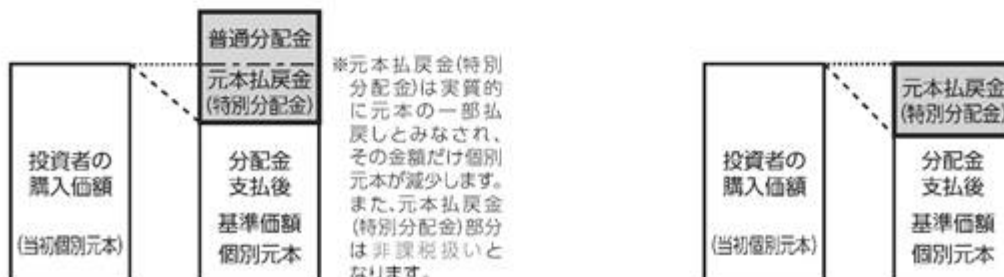 投資者の
購入価額
(当初個別元本)
普通分配金
元本払戻金
(特別分配金)
分配金
支払後
基準価額
個別元本
※元本払戻金(特別
分配金)は実質的
に元本の一部払
戻しとみなされ、
その金額だけ個別
元本が減少します。
また、元本払戻金
(特別分配金)部分
は非課税扱いと
なります。
投資者の
購入価額
(当初個別元本)
元本払戻金
(特別分配金)
分配金
支払後
基準価額
個別元本